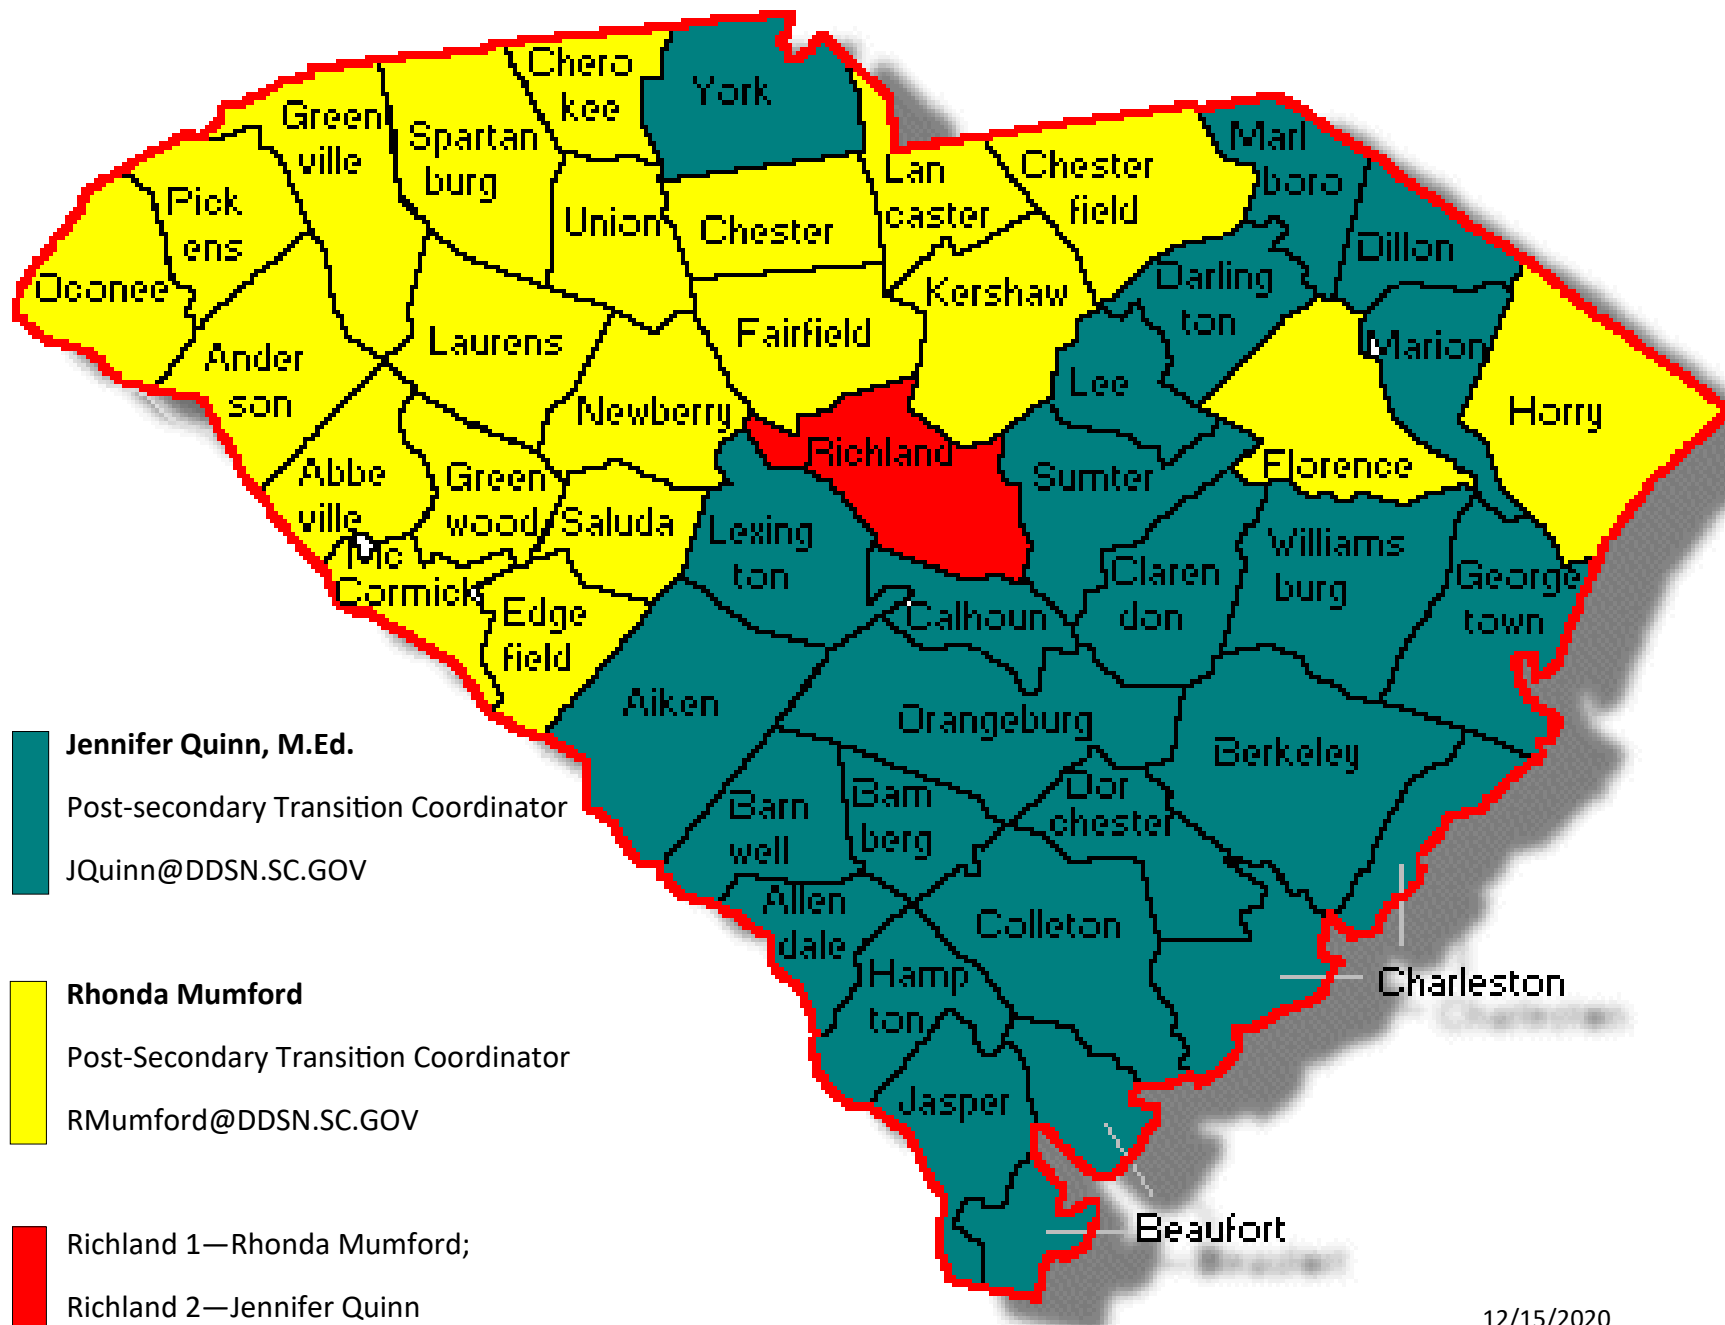 Chero
kee
York
Green
ville
Spartan
burg
Marl
boro
Pick
ens
Union
Chester
Lan
caster
Chester
field
Dillon
Oconee
Laurens
Fairfield
Kershaw
Darling
ton
Marion
Ander
son
Newberry
Lee
Horry
Abbe
ville
Green
wood
Saluda
Richland
Sumter
Florence
Mc
Cormick
Edge
field
Lexing
ton
Calhoun
Claren
don
Williams
burg
George
town
Aiken
Orangeburg
Berkeley
Barn
well
Bam
berg
Dor
chester
Allen
dale
Colleton
Hamp
ton
Charleston
Jasper
Beaufort
Jennifer Quinn, M.Ed.
Post-secondary Transition Coordinator
JQuinn@DDSN.SC.GOV
Rhonda Mumford
Post-Secondary Transition Coordinator
RMumford@DDSN.SC.GOV
Richland 1—Rhonda Mumford;
Richland 2—Jennifer Quinn
12/15/2020